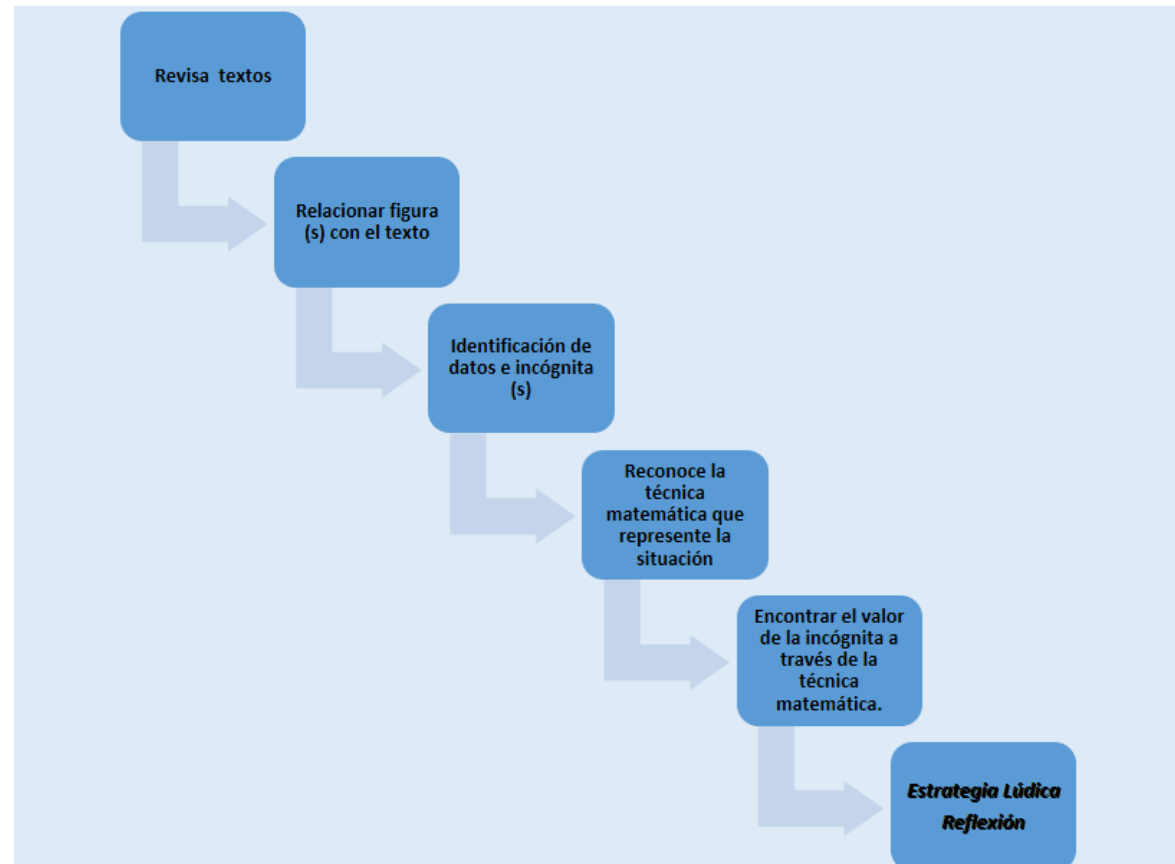 Revisa textos
Relacionar figura
(s) con el texto
Identificación de
datos e incógnita
(s)
Reconoce la
técnica
matemática que
represente la
situación
Encontrar el valor
de la incógnita a
través de la
técnica
matemática.
Estrategia Lúdica
Reflexión